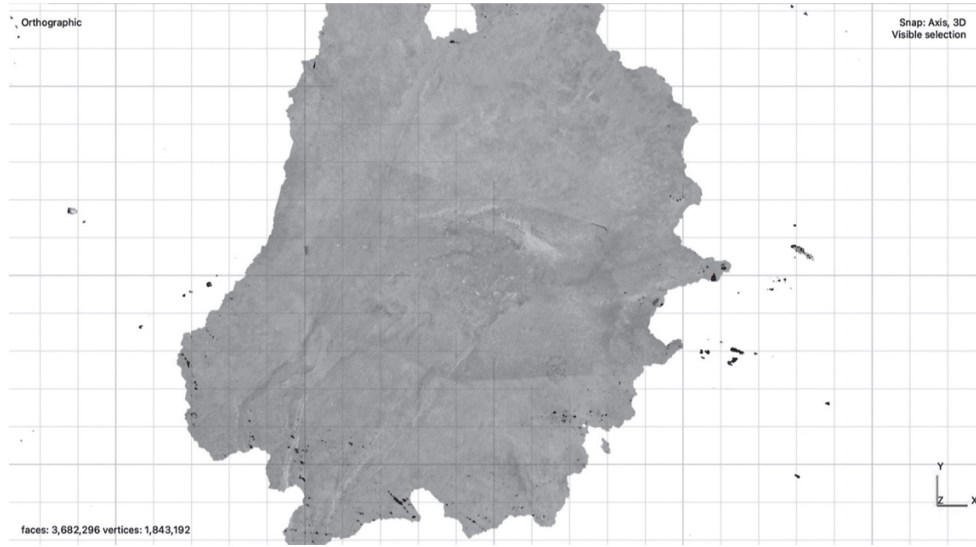 Orthographic
Snap: Axis, 3D
Visible selection
Y
Z
X
faces: 3,682,296 vertices: 1,843,192